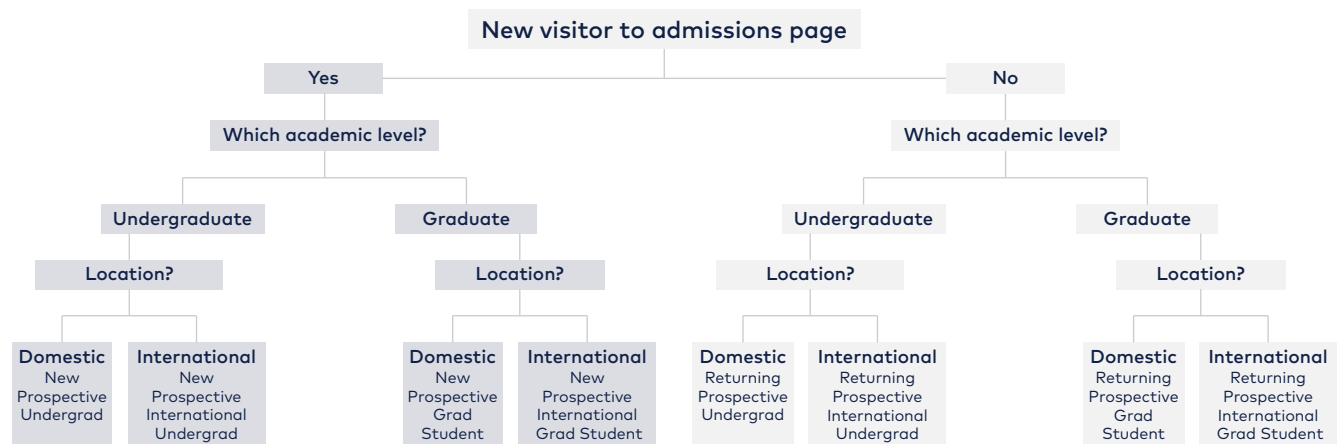 New visitor to admissions page
Yes
No
Which academic level?
Which academic level?
Undergraduate
Graduate
Undergraduate
Graduate
Location?
Location?
Location?
Location?
Domestic
New
Prospective
Undergrad
International
New
Prospective
International
Undergrad
Domestic
New
Prospective
Grad
Student
International
New
Prospective
International
Grad Student
Domestic
Returning
Prospective
Undergrad
International
Returning
Prospective
International
Undergrad
Domestic
Returning
Prospective
Grad
Student
International
Returning
Prospective
International
Grad Student